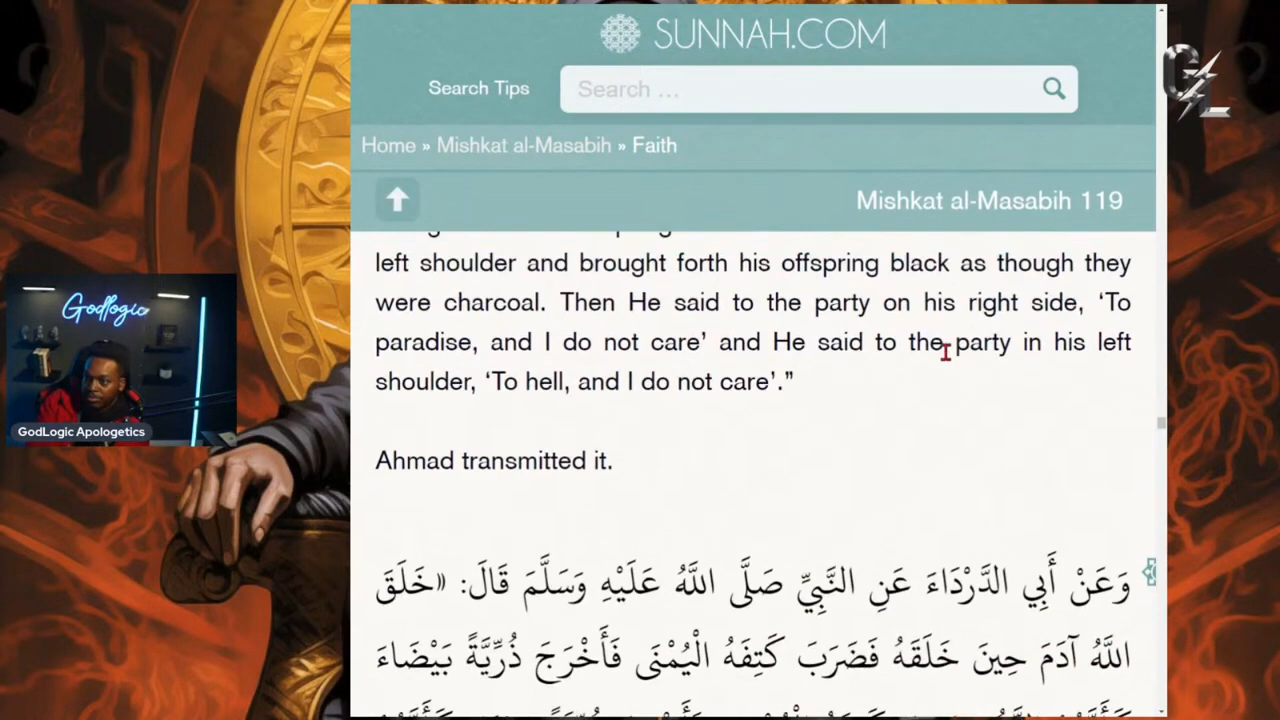 SUNNAH.COM
Search Tips
Search ...
Home » Mishkat al-Masabih » Faith
Mishkat al-Masabih 119
left shoulder and brought forth his offspring black as though they
were charcoal. Then He said to the party on his right side, ‘To
paradise, and I do not care’ and He said to the party in his left
shoulder, ‘To hell, and I do not care’.”
Ahmad transmitted it.
وَعَنْ أَبِي الدَّرْدَاءَ عَنِ النَّبِيِّ صَلَّى اللَّهُ عَلَيْهِ وَسَلَّمَ قَالَ: «خَلَقَ
اللَّهُ آدَمَ حِينَ خَلَقَهُ فَضَرَبَ كَتِفَهُ الْيُمْنَى فَأَخْرَجَ ذُرِّيَّةً بَيْضَاءَ
Godlogic
GodLogic Apologetics
GL